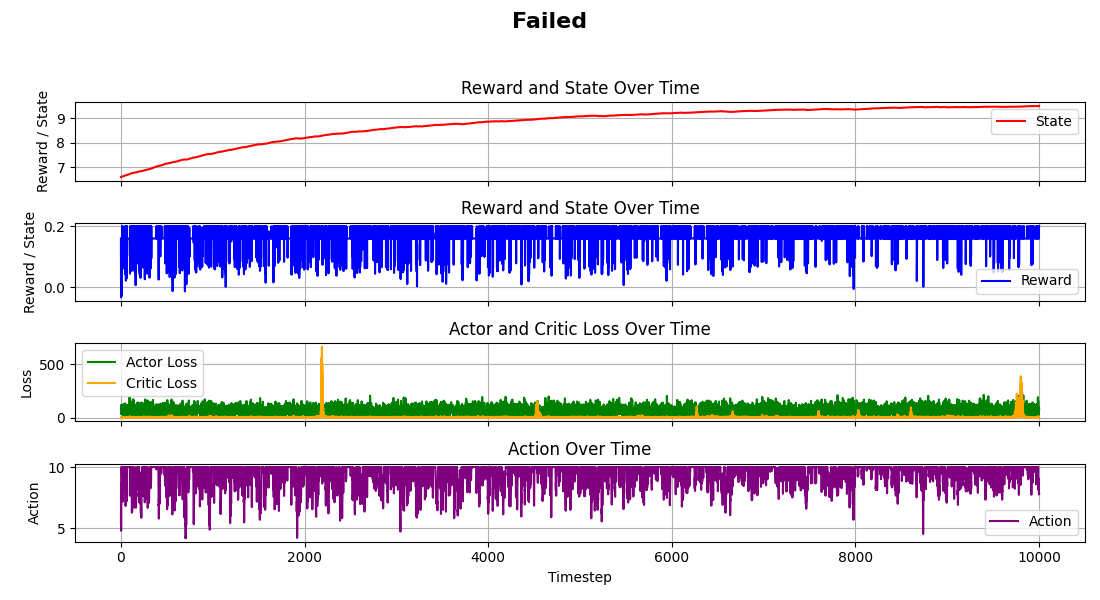 Failed
Reward and State Over Time
Reward / State
9
8
7
State
Reward and State Over Time
Reward / State
0.2
0.0
Reward
Actor and Critic Loss Over Time
Loss
500
0
Actor Loss
Critic Loss
Action Over Time
Action
10
5
Action
0 2000 4000 6000 8000 10000
Timestep